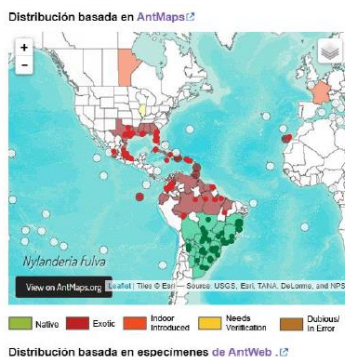 Distribución basada en AntMaps
+
−
Nylanderia fulva
View on AntMaps.org
Leaflet | Tiles © Esri — Source: USGS, Esri, TANA, DeLorme, and NPS
Native
Exotic
Indoor Introduced
Needs Verification
Dubious/ In Error
Distribución basada en especímenes de AntWeb .